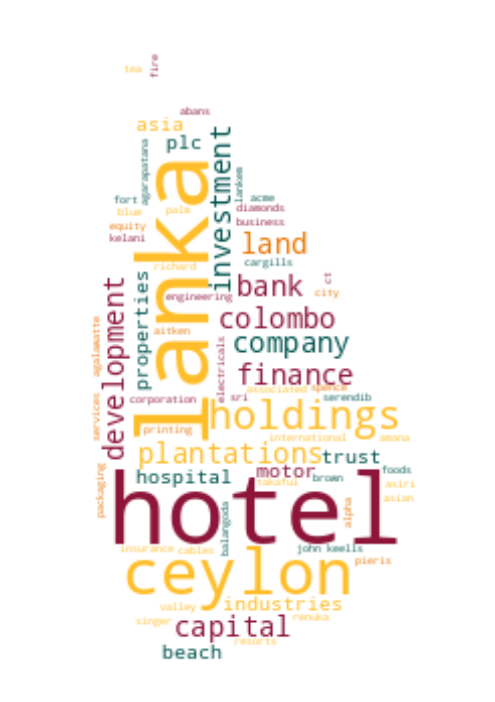 fire
tea
abans
asia
plc
agarapatana
investment
lanka
lankem
acme
fort
diamonds
blue
palm
business
equity
kelani
land
cargills
richard
properties
bank
ct
city
engineering
development
colombo
aitken
agalawatte
company
electricals
finance
associated
spence
corporation
sri
serendib
services
holdings
printing
international
amana
plantations
trust
motor
foods
hospital
brown
takaful
asiri
packaging
asian
hotel
alpha
balangoda
insurance
cables
john keells
pieris
ceylon
valley
industries
singer
renuka
capital
resorts
beach